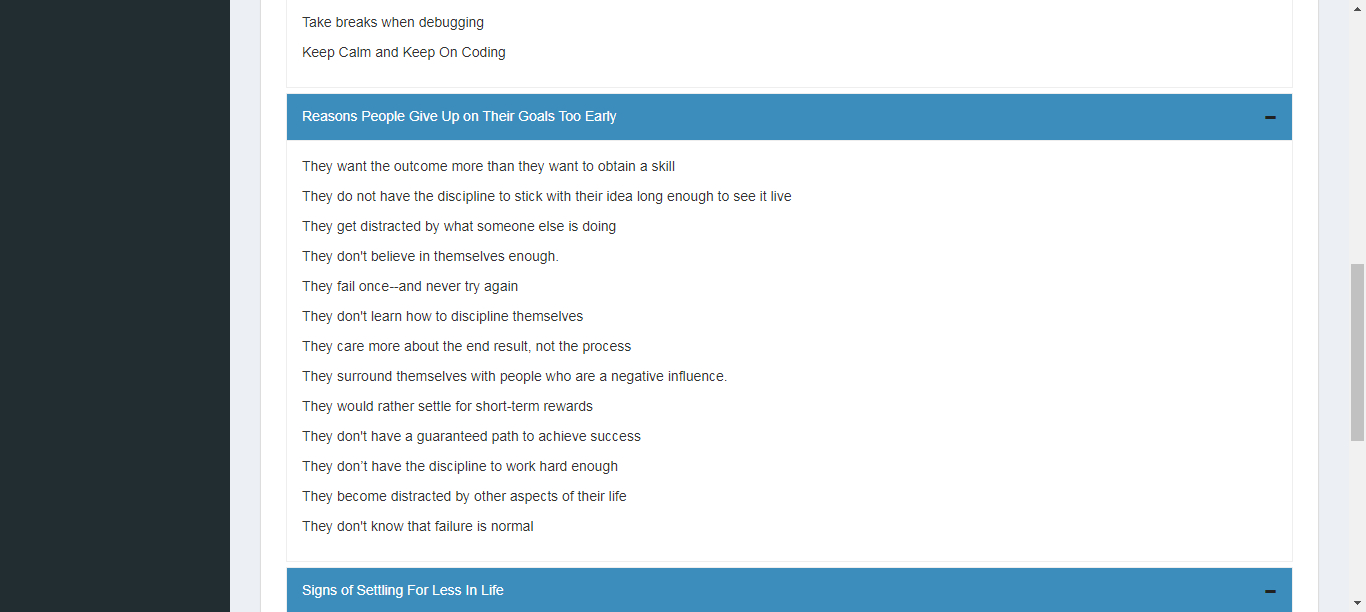 Take breaks when debugging
Keep Calm and Keep On Coding
Reasons People Give Up on Their Goals Too Early
They want the outcome more than they want to obtain a skill
They do not have the discipline to stick with their idea long enough to see it live
They get distracted by what someone else is doing
They don't believe in themselves enough.
They fail once--and never try again
They don't learn how to discipline themselves
They care more about the end result, not the process
They surround themselves with people who are a negative influence.
They would rather settle for short-term rewards
They don't have a guaranteed path to achieve success
They don’t have the discipline to work hard enough
They become distracted by other aspects of their life
They don't know that failure is normal
Signs of Settling For Less In Life